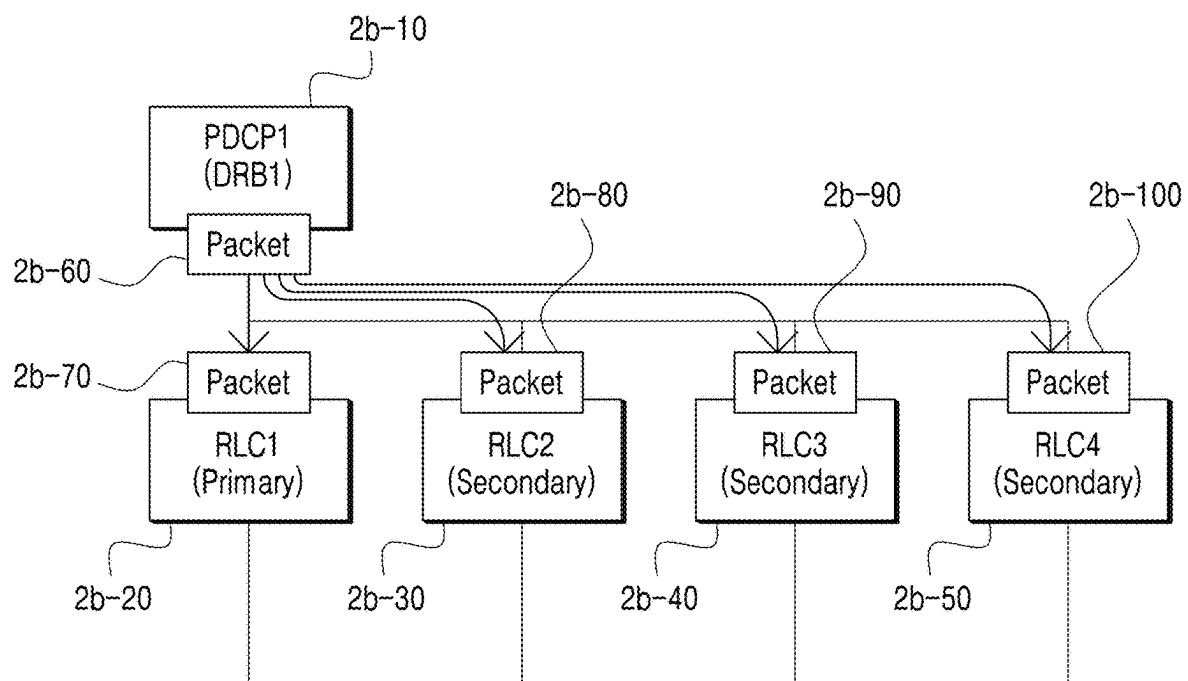 2b-10
PDCP1
(DRB1)
2b-80
2b-90
2b-100
Packet
2b-60
2b-70
Packet
Packet
Packet
Packet
RLC1
(Primary)
RLC2
(Secondary)
RLC3
(Secondary)
RLC4
(Secondary)
2b-20
2b-30
2b-40
2b-50